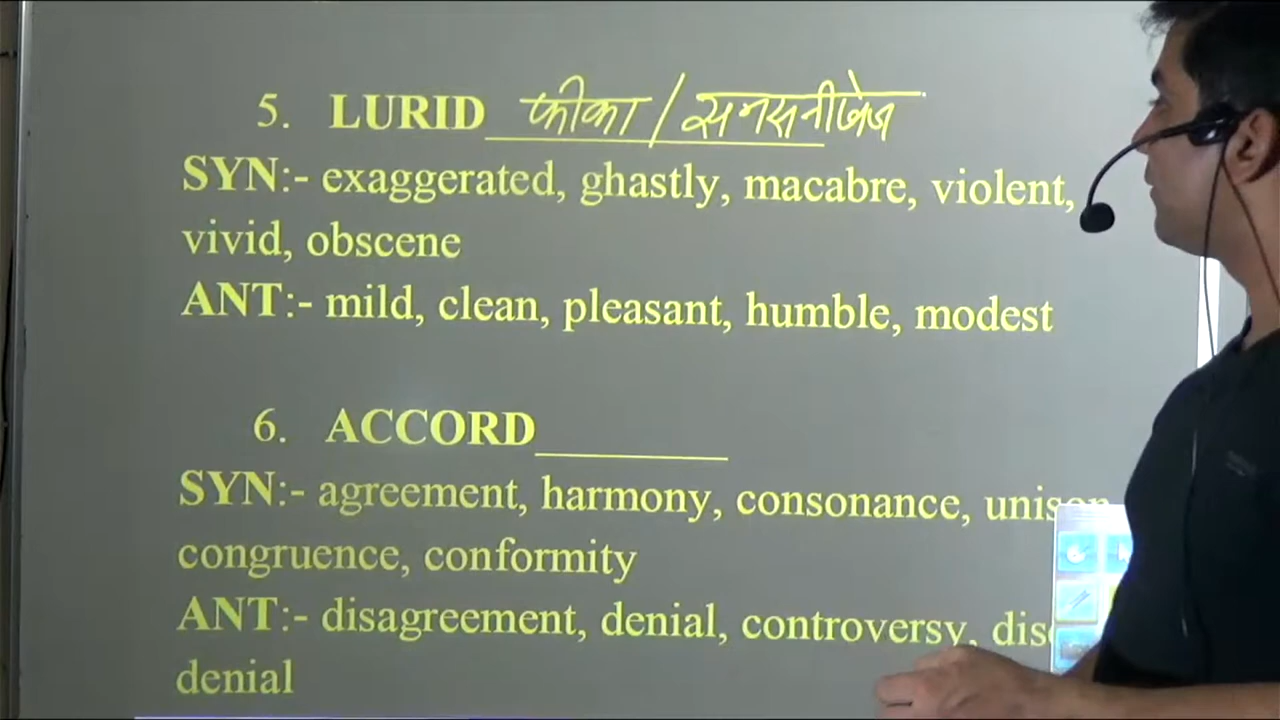 5. LURID फीका / सनसनीखेज
SYN:- exaggerated, ghastly, macabre, violent,
vivid, obscene
ANT:- mild, clean, pleasant, humble, modest
6. ACCORD
SYN:- agreement, harmony, consonance,
congruence, conformity
ANT:- disagreement, denial, controversy,
denial